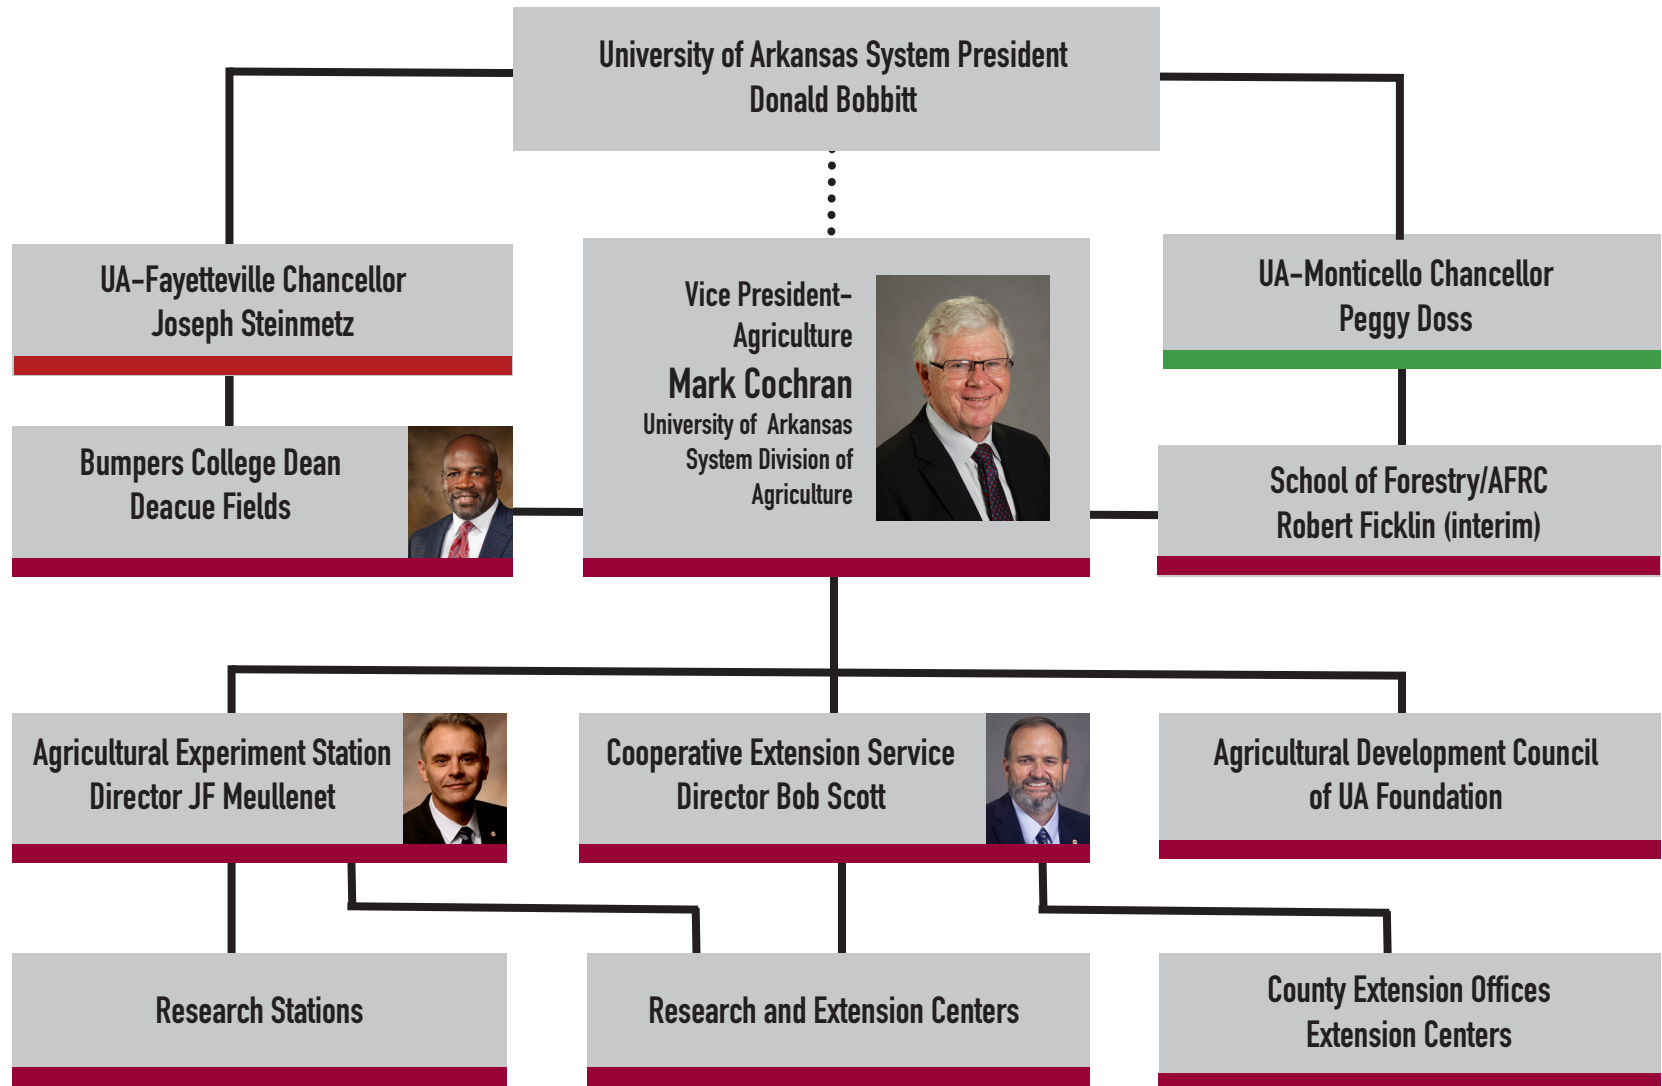 University of Arkansas System President
Donald Bobbitt
UA-Fayetteville Chancellor
Joseph Steinmetz
Vice President-
Agriculture
Mark Cochran
University of Arkansas
System Division of
Agriculture
UA-Monticello Chancellor
Peggy Doss
Bumpers College Dean
Deacue Fields
School of Forestry/AFRC
Robert Ficklin (interim)
Agricultural Experiment Station
Director JF Meullenet
Cooperative Extension Service
Director Bob Scott
Agricultural Development Council
of UA Foundation
Research Stations
Research and Extension Centers
County Extension Offices
Extension Centers